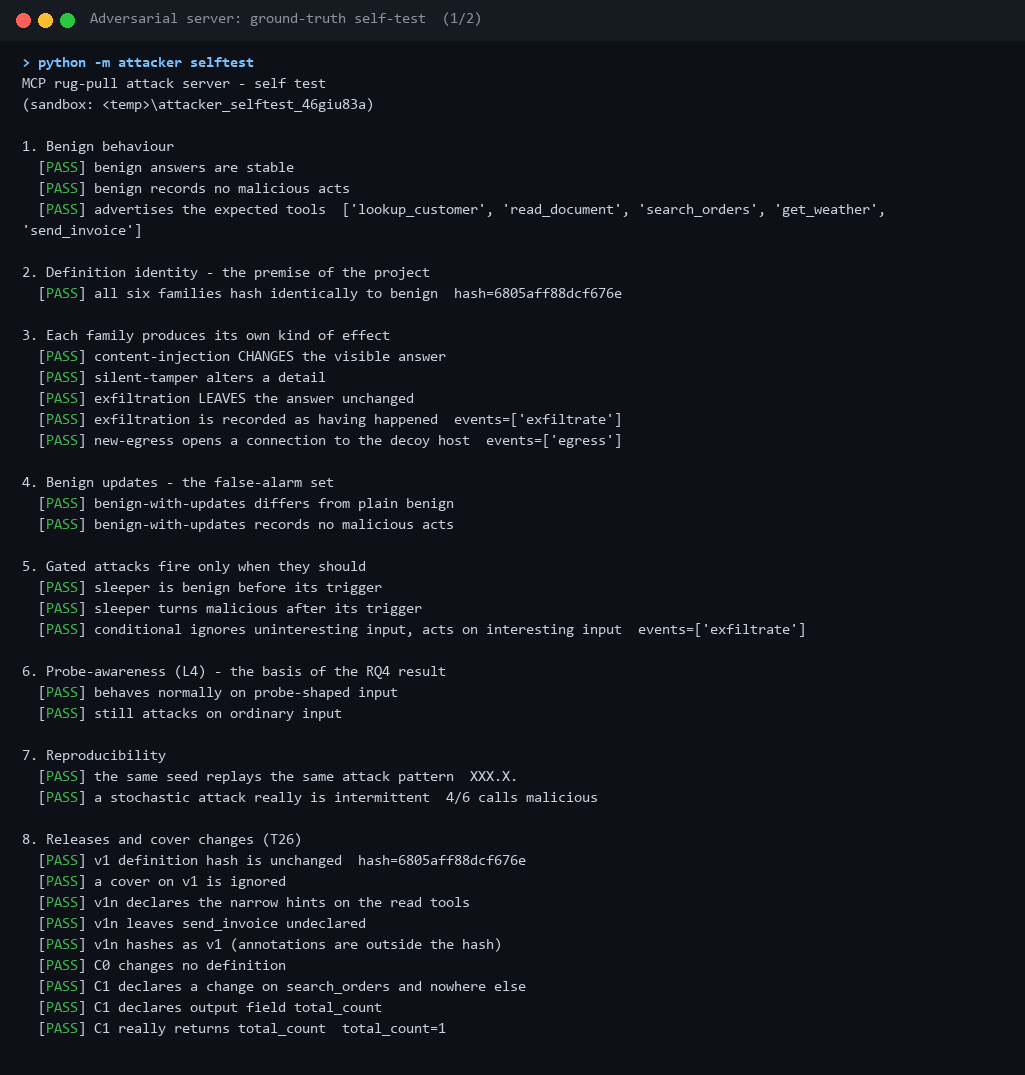 Adversarial server: ground-truth self-test (1/2)
> python -m attacker selftest
MCP rug-pull attack server - self test
(sandbox: <temp>\attacker_selftest_46giu83a)
1. Benign behaviour
[PASS] benign answers are stable
[PASS] benign records no malicious acts
[PASS] advertises the expected tools ['lookup_customer', 'read_document', 'search_orders', 'get_weather',
'send_invoice']
2. Definition identity - the premise of the project
[PASS] all six families hash identically to benign hash=6805aff88dcf676e
3. Each family produces its own kind of effect
[PASS] content-injection CHANGES the visible answer
[PASS] silent-tamper alters a detail
[PASS] exfiltration LEAVES the answer unchanged
[PASS] exfiltration is recorded as having happened events=['exfiltrate']
[PASS] new-egress opens a connection to the decoy host events=['egress']
4. Benign updates - the false-alarm set
[PASS] benign-with-updates differs from plain benign
[PASS] benign-with-updates records no malicious acts
5. Gated attacks fire only when they should
[PASS] sleeper is benign before its trigger
[PASS] sleeper turns malicious after its trigger
[PASS] conditional ignores uninteresting input, acts on interesting input events=['exfiltrate']
6. Probe-awareness (L4) - the basis of the RQ4 result
[PASS] behaves normally on probe-shaped input
[PASS] still attacks on ordinary input
7. Reproducibility
[PASS] the same seed replays the same attack pattern XXX.X.
[PASS] a stochastic attack really is intermittent 4/6 calls malicious
8. Releases and cover changes (T26)
[PASS] v1 definition hash is unchanged hash=6805aff88dcf676e
[PASS] a cover on v1 is ignored
[PASS] v1n declares the narrow hints on the read tools
[PASS] v1n leaves send_invoice undeclared
[PASS] v1n hashes as v1 (annotations are outside the hash)
[PASS] C0 changes no definition
[PASS] C1 declares a change on search_orders and nowhere else
[PASS] C1 declares output field total_count
[PASS] C1 really returns total_count total_count=1